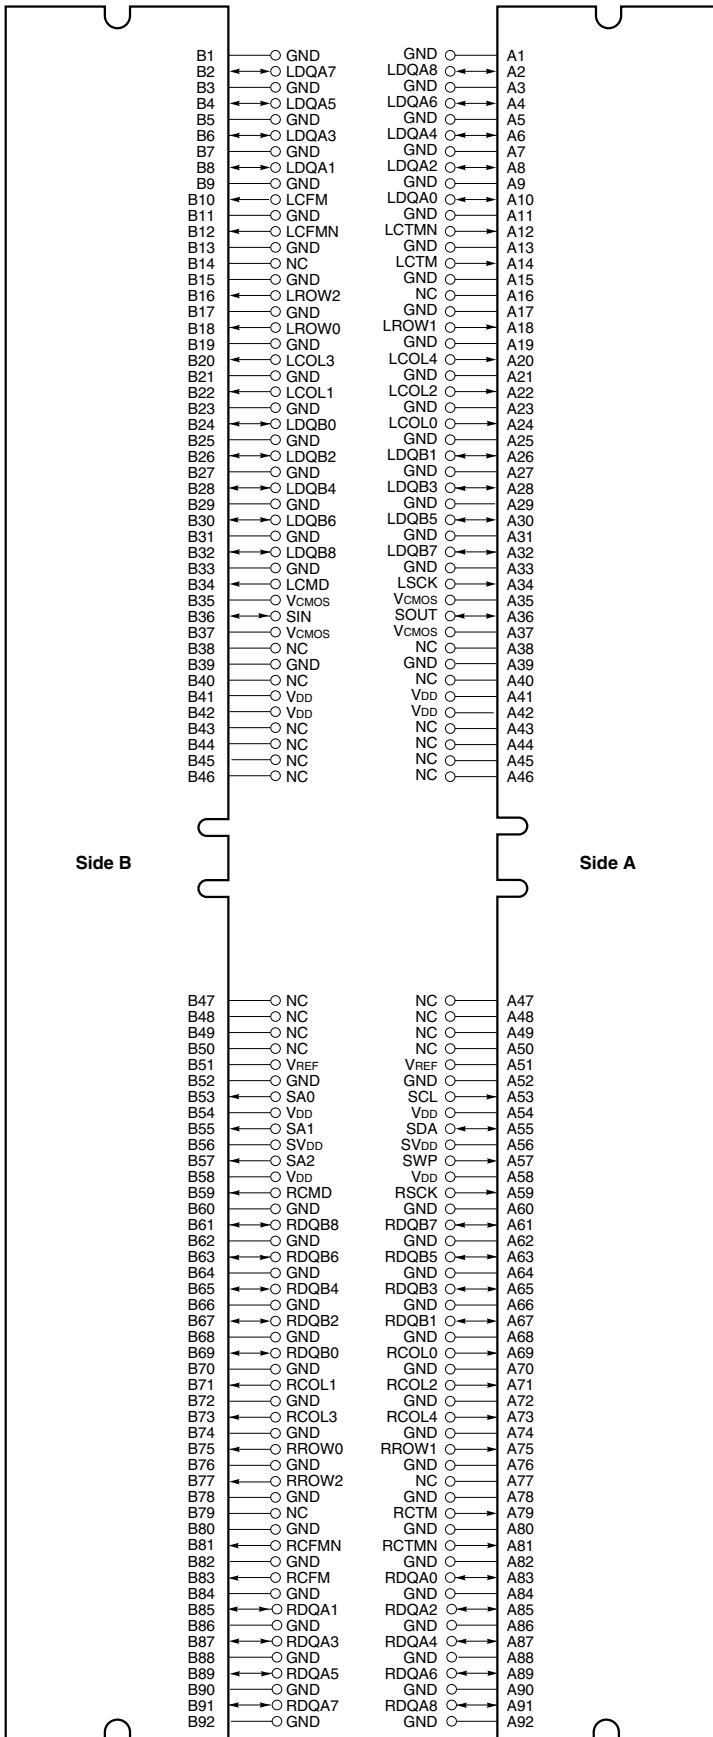 B1 GND GND A1
B2 LDQA7 LDQA8 A2
B3 GND GND A3
B4 LDQA5 LDQA6 A4
B5 GND GND A5
B6 LDQA3 LDQA4 A6
B7 GND GND A7
B8 LDQA1 LDQA2 A8
B9 GND GND A9
B10 LCFM LDQA0 A10
B11 GND GND A11
B12 LCFMN LCTMN A12
B13 GND GND A13
B14 NC LCTM A14
B15 GND GND A15
B16 LROW2 NC A16
B17 GND GND A17
B18 LROW0 LROW1 A18
B19 GND GND A19
B20 LCOL3 LCOL4 A20
B21 GND GND A21
B22 LCOL1 LCOL2 A22
B23 GND GND A23
B24 LDQB0 LCOL0 A24
B25 GND GND A25
B26 LDQB2 LDQB1 A26
B27 GND GND A27
B28 LDQB4 LDQB3 A28
B29 GND GND A29
B30 LDQB6 LDQB5 A30
B31 GND GND A31
B32 LDQB8 LDQB7 A32
B33 GND GND A33
B34 LCMD LSCK A34
B35 VCMOS VCMOS A35
B36 SIN SOUT A36
B37 VCMOS VCMOS A37
B38 NC NC A38
B39 GND GND A39
B40 NC NC A40
B41 VDD VDD A41
B42 VDD VDD A42
B43 NC NC A43
B44 NC NC A44
B45 NC NC A45
B46 NC NC A46
Side B Side A
B47 NC NC A47
B48 NC NC A48
B49 NC NC A49
B50 NC NC A50
B51 VREF VREF A51
B52 GND GND A52
B53 SA0 SCL A53
B54 VDD VDD A54
B55 SA1 SDA A55
B56 SVDD SVDD A56
B57 SA2 SWP A57
B58 VDD VDD A58
B59 RCMD RSCK A59
B60 GND GND A60
B61 RDQB8 RDQB7 A61
B62 GND GND A62
B63 RDQB6 RDQB5 A63
B64 GND GND A64
B65 RDQB4 RDQB3 A65
B66 GND GND A66
B67 RDQB2 RDQB1 A67
B68 GND GND A68
B69 RDQB0 RCOL0 A69
B70 GND GND A70
B71 RCOL1 RCOL2 A71
B72 GND GND A72
B73 RCOL3 RCOL4 A73
B74 GND GND A74
B75 RROW0 RROW1 A75
B76 GND GND A76
B77 RROW2 NC A77
B78 GND GND A78
B79 NC RCTM A79
B80 GND GND A80
B81 RCFMN RCTMN A81
B82 GND GND A82
B83 RCFM RDQA0 A83
B84 GND GND A84
B85 RDQA1 RDQA2 A85
B86 GND GND A86
B87 RDQA3 RDQA4 A87
B88 GND GND A88
B89 RDQA5 RDQA6 A89
B90 GND GND A90
B91 RDQA7 RDQA8 A91
B92 GND GND A92